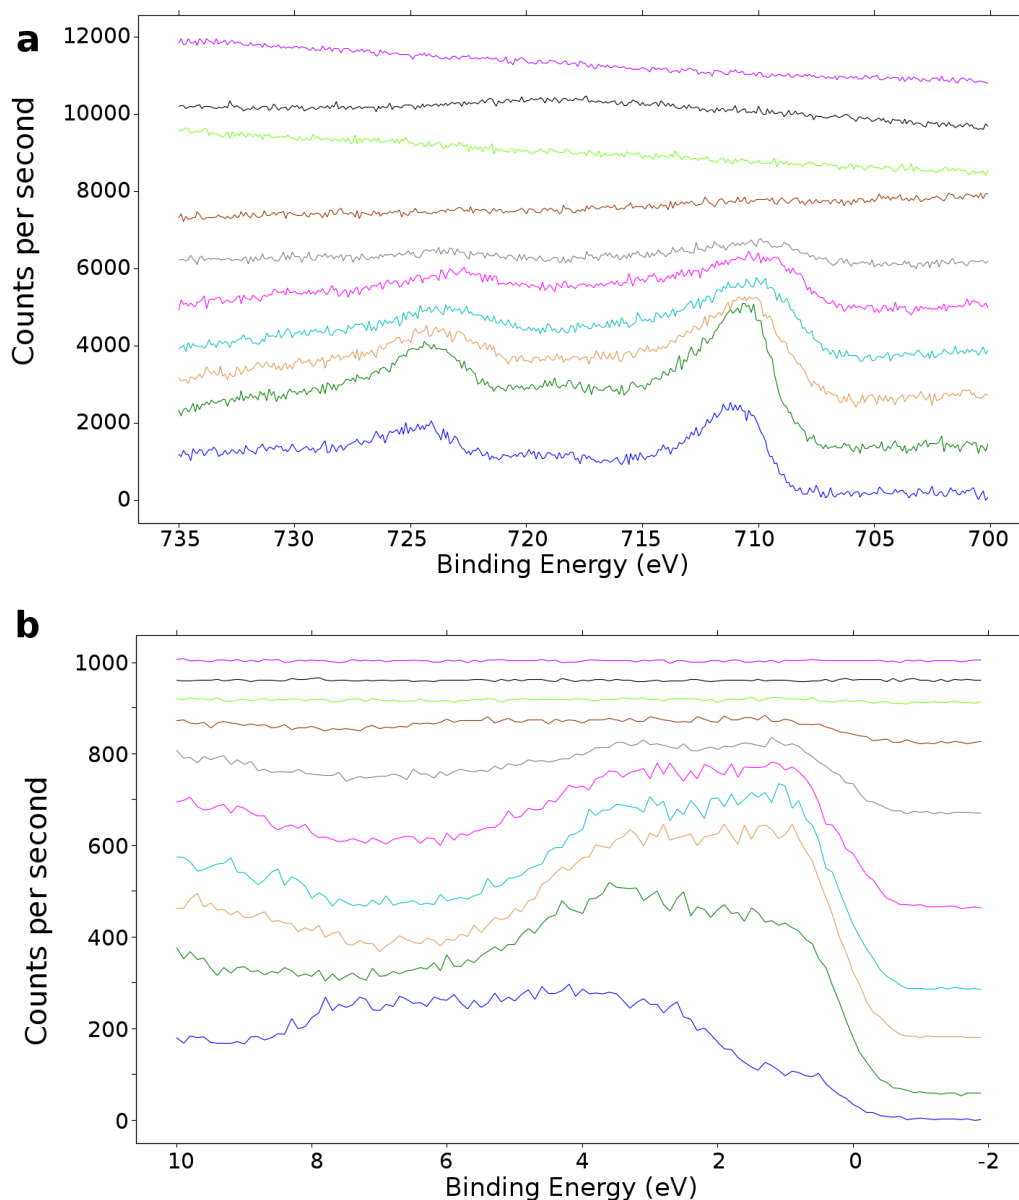 a
12000
10000
8000
6000
4000
2000
0
Counts per second
735 730 725 720 715 710 705 700
Binding Energy (eV)
b
1000
800
600
400
200
0
Counts per second
10 8 6 4 2 0 -2
Binding Energy (eV)